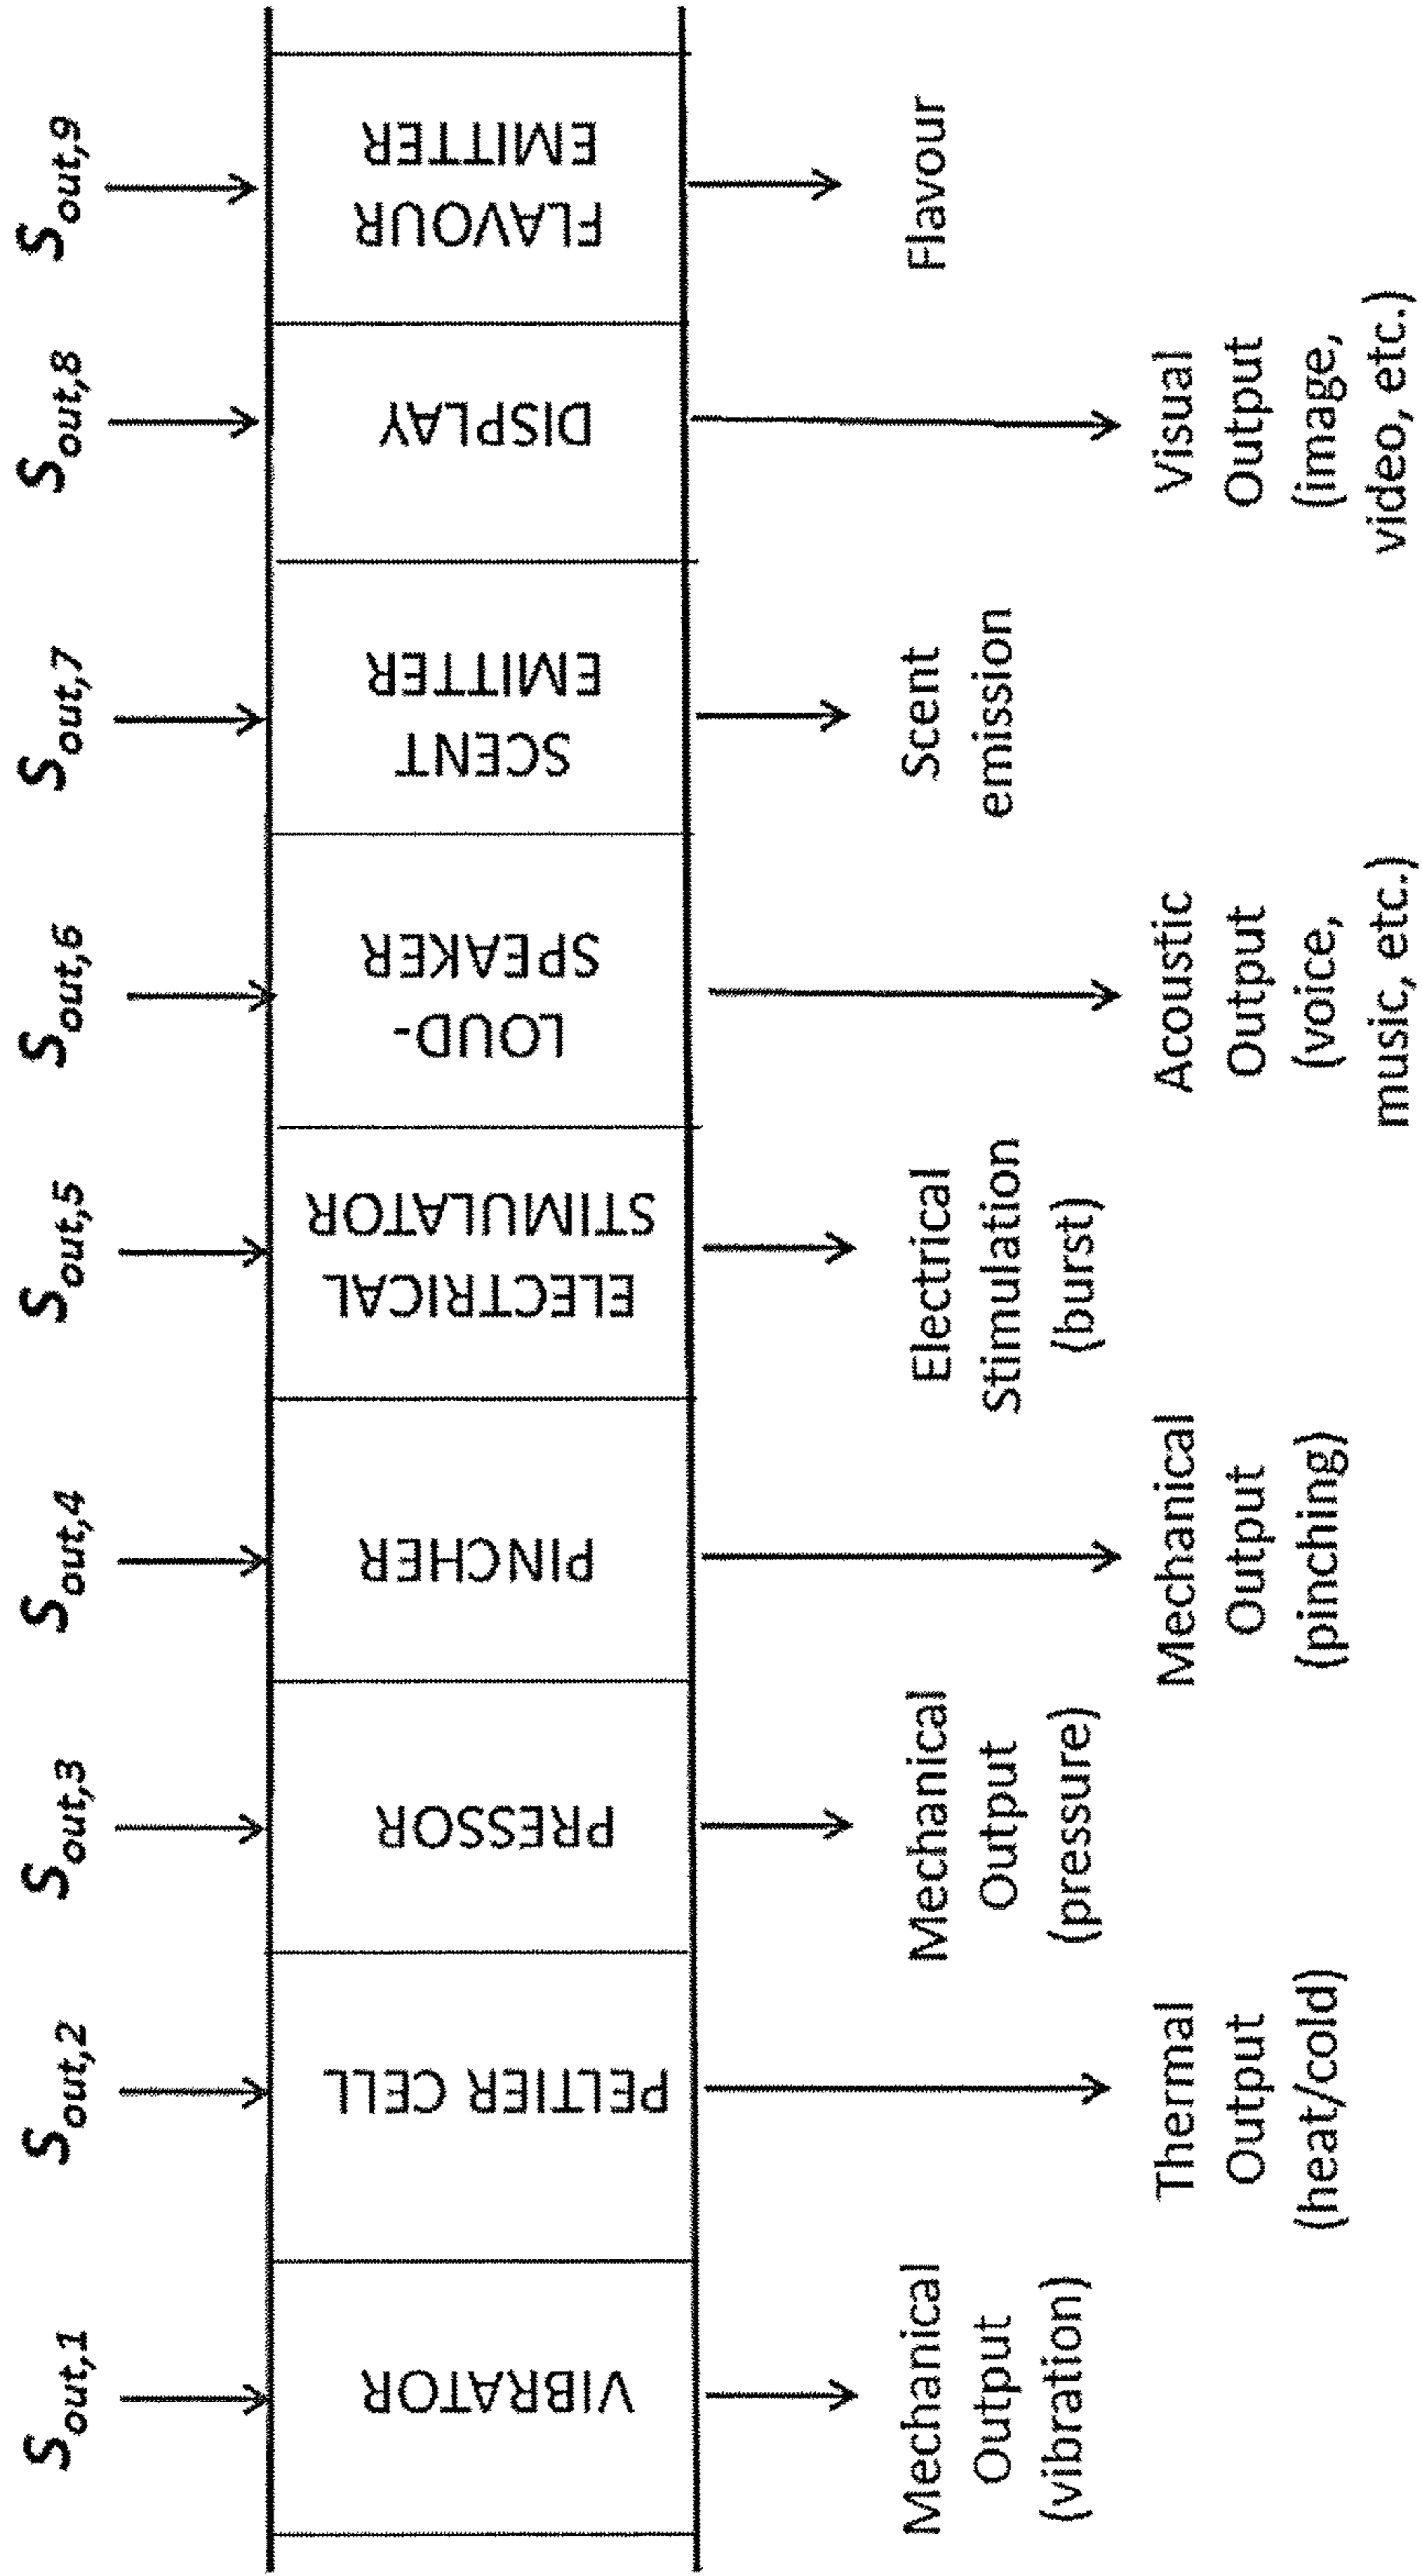 S_out,1
S_out,2
S_out,3
S_out,4
S_out,5
S_out,6
S_out,7
S_out,8
S_out,9
VIBRATOR
PELTIER CELL
PRESSOR
PINCHER
ELECTRICAL
STIMULATOR
LOUD-
SPEAKER
SCENT
EMITTER
DISPLAY
FLAVOUR
EMITTER
Mechanical
Output
(vibration)
Thermal
Output
(heat/cold)
Mechanical
Output
(pressure)
Mechanical
Output
(pinching)
Electrical
Stimulation
(burst)
Acoustic
Output
(voice,
music, etc.)
Scent
emission
Visual
Output
(image,
video, etc.)
Flavour